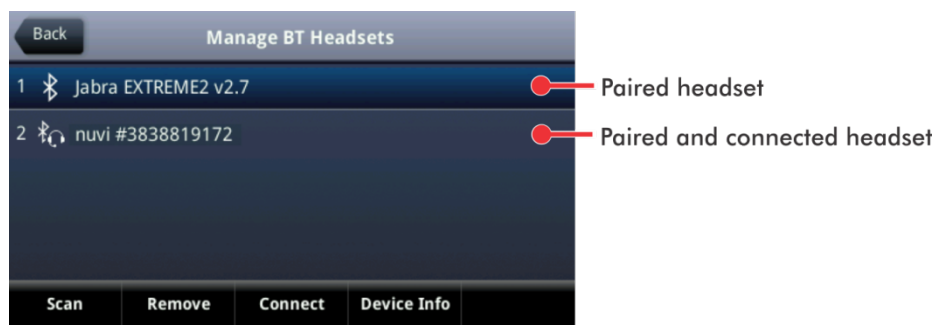 Back
Manage BT Headsets
1 Jabra EXTREME2 v2.7
Paired headset
2 nuvi #3838819172
Paired and connected headset
Scan Remove Connect Device Info